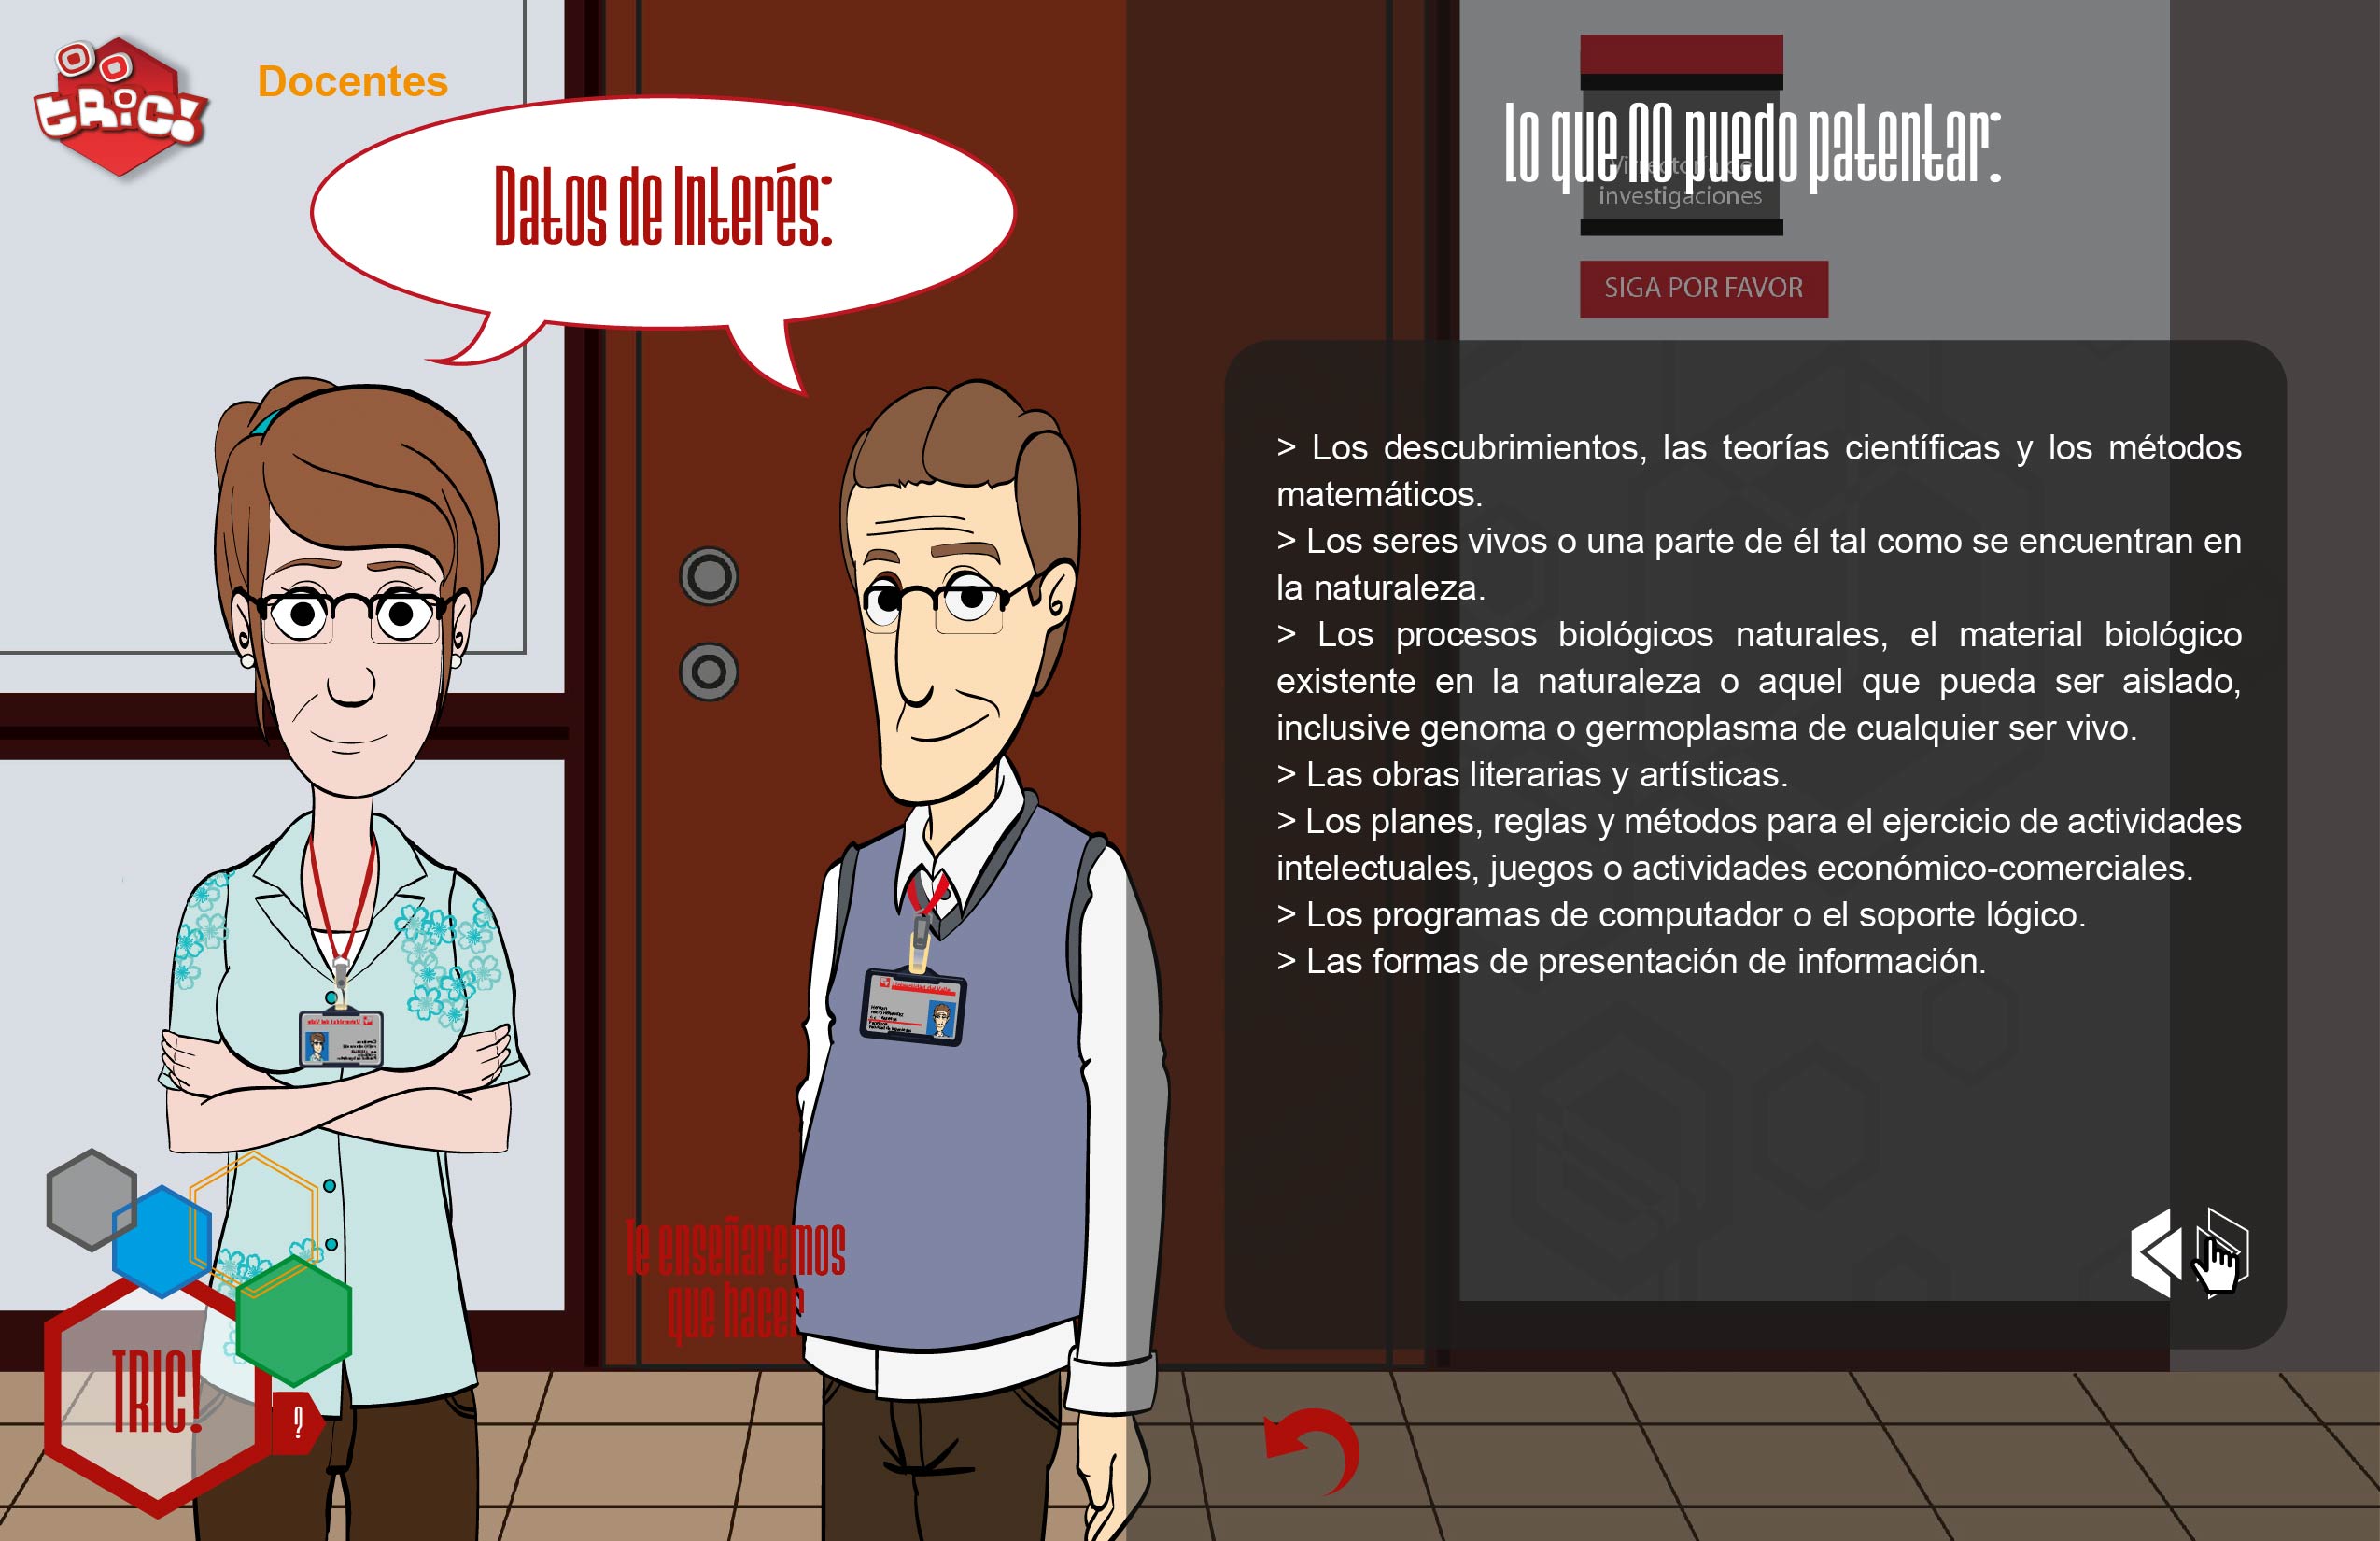 tRiC!
Docentes
Datos de Interés:
Lo que NO puedo patentar:
investigaciones
SIGA POR FAVOR
> Los descubrimientos, las teorías científicas y los métodos
matemáticos.
> Los seres vivos o una parte de él tal como se encuentran en
la naturaleza.
> Los procesos biológicos naturales, el material biológico
existente en la naturaleza o aquel que pueda ser aislado,
inclusive genoma o germoplasma de cualquier ser vivo.
> Las obras literarias y artísticas.
> Los planes, reglas y métodos para el ejercicio de actividades
intelectuales, juegos o actividades económico-comerciales.
> Los programas de computador o el soporte lógico.
> Las formas de presentación de información.
Te enseñaremos
que hacer
TRIC!
?